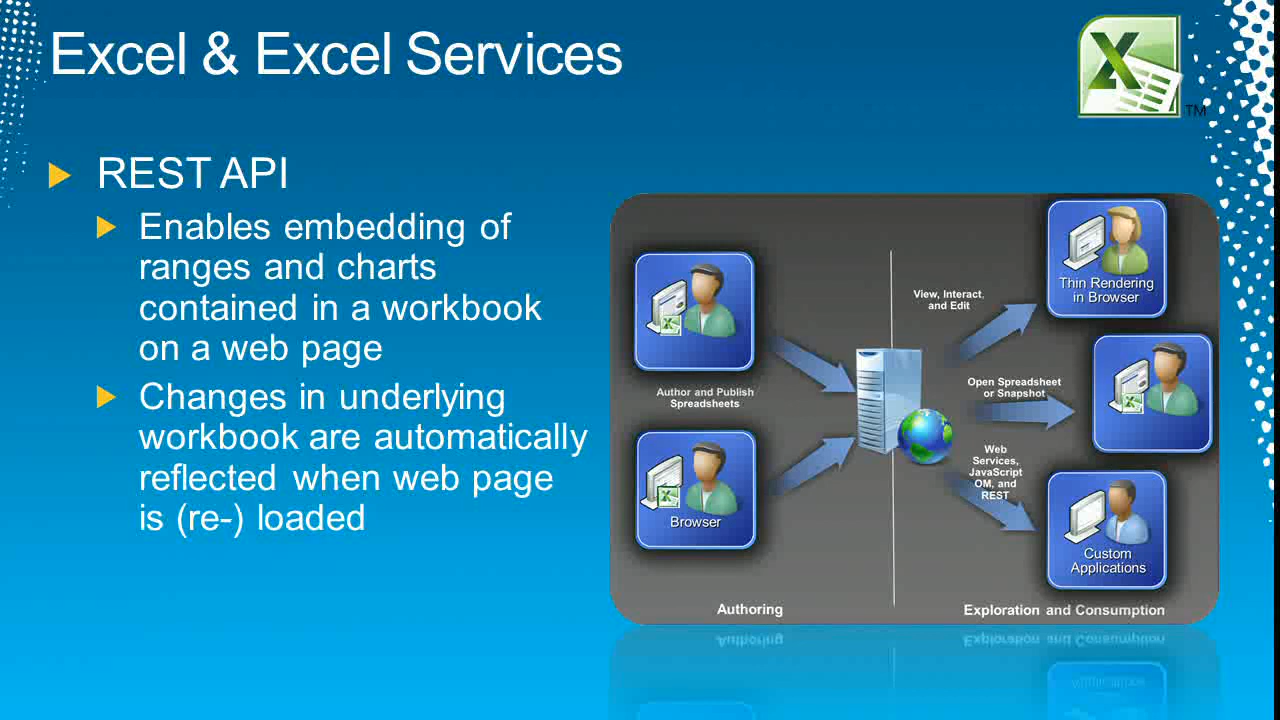 Excel & Excel Services
TM
REST API
Enables embedding of
ranges and charts
contained in a workbook
on a web page
Changes in underlying
workbook are automatically
reflected when web page
is (re-) loaded
Author and Publish
Spreadsheets
Browser
Authoring
View, Interact,
and Edit
Thin Rendering
in Browser
Open Spreadsheet
or Snapshot
Web
Services,
JavaScript
OM, and
REST
Custom
Applications
Exploration and Consumption